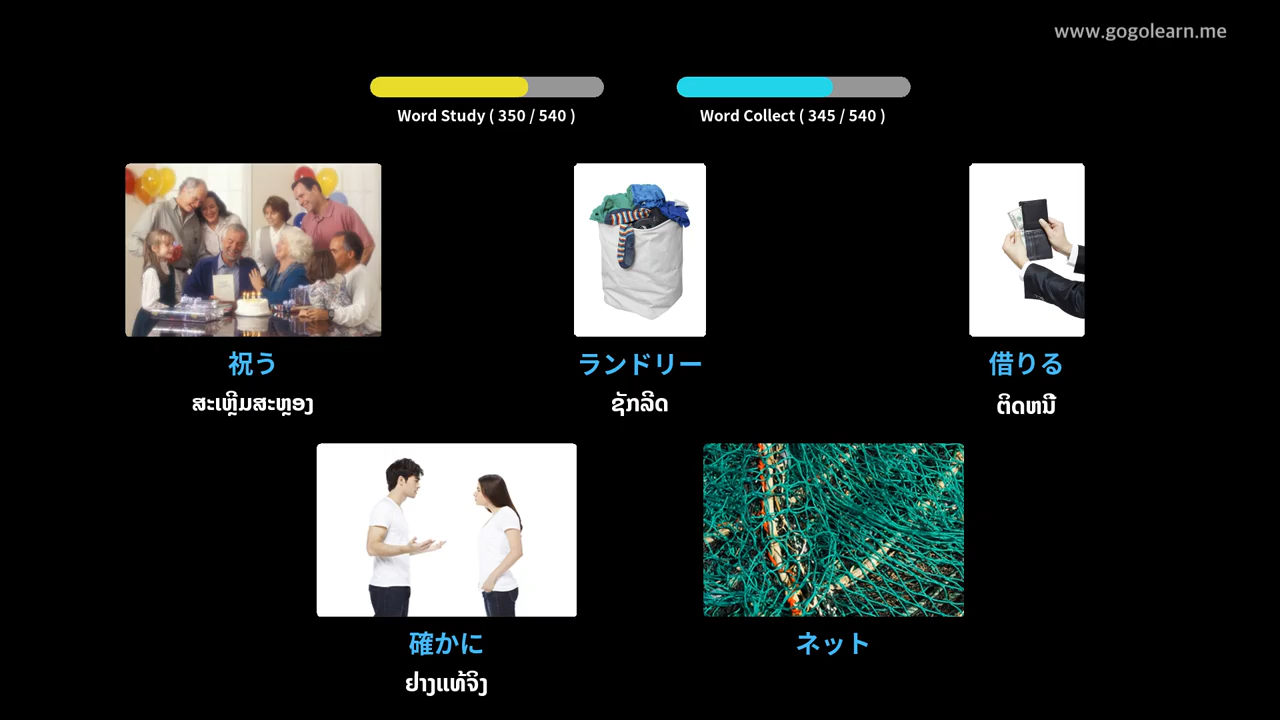 www.gogolearn.me
Word Study ( 350 / 540 )
Word Collect ( 345 / 540 )
祝う
ランドリー
借りる
ສະເຫຼີມສະຫຼອງ
ຊັກລີດ
ຕິດຫນີ້
確かに
ネット
ຢ່າງແທ້ຈິງ